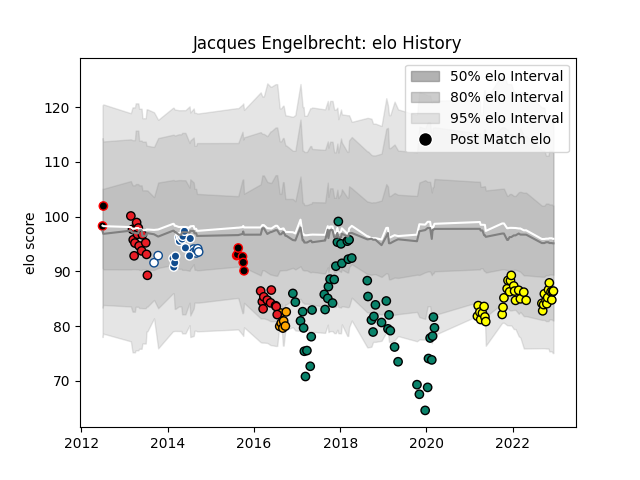 Jacques Engelbrecht: elo History
50% elo Interval
80% elo Interval
95% elo Interval
Post Match elo
elo score
120
110
100
90
80
70
2012
2014
2016
2018
2020
2022